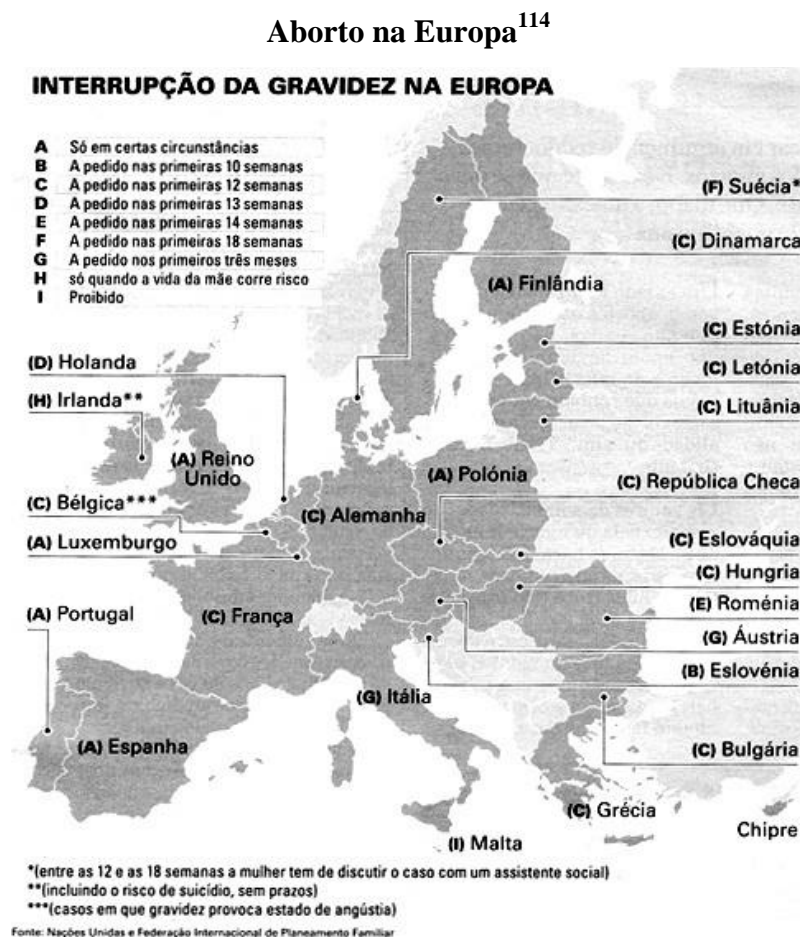 Aborto na Europa114
INTERRUPÇÃO DA GRAVIDEZ NA EUROPA
A Só em certas circunstâncias
B A pedido nas primeiras 10 semanas
C A pedido nas primeiras 12 semanas
D A pedido nas primeiras 13 semanas
E A pedido nas primeiras 14 semanas
F A pedido nas primeiras 18 semanas
G A pedido nos primeiros três meses
H só quando a vida da mãe corre risco
I Proibido
(F) Suécia*
(C) Dinamarca
(A) Finlândia
(C) Estónia
(D) Holanda
(C) Letónia
(H) Irlanda**
(C) Lituânia
(A) Reino
Unido
(A) Polónia
(C) República Checa
(C) Bélgica***
(C) Alemanha
(C) Eslováquia
(A) Luxemburgo
(C) Hungria
(E) Roménia
(A) Portugal
(C) França
(G) Áustria
(B) Eslovénia
(G) Itália
(A) Espanha
(C) Bulgária
(C) Grécia
Chipre
(I) Malta
*(entre as 12 e as 18 semanas a mulher tem de discutir o caso com um assistente social)
**(incluindo o risco de suicídio, sem prazos)
***(casos em que gravidez provoca estado de angústia)
Fonte: Nações Unidas e Federação Internacional de Planeamento Familiar